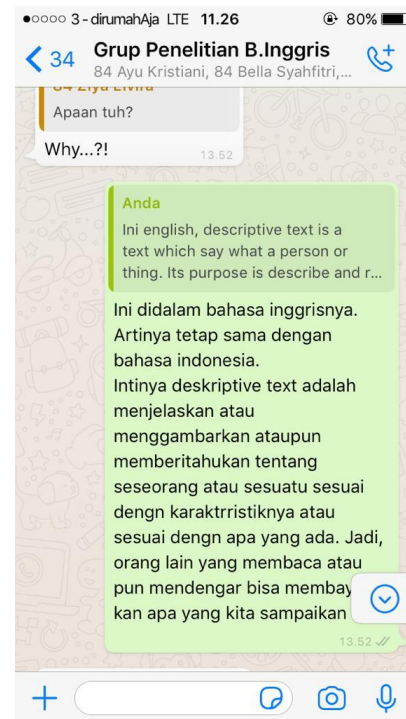 3 - dirumahAja LTE 11.26 80%
34 Grup Penelitian B.Inggris
84 Ayu Kristiani, 84 Bella Syahfitri,...
84 Ziya Elvira
Apaan tuh?
Why...?!
13.52
Anda
Ini english, descriptive text is a
text which say what a person or
thing. Its purpose is describe and r...
Ini didalam bahasa inggrisnya.
Artinya tetap sama dengan
bahasa indonesia.
Intinya deskriptive text adalah
menjelaskan atau
menggambarkan ataupun
memberitahukan tentang
seseorang atau sesuatu sesuai
dengn karaktrristiknya atau
sesuai dengn apa yang ada. Jadi,
orang lain yang membaca atau
pun mendengar bisa membay
kan apa yang kita sampaikan
13.52